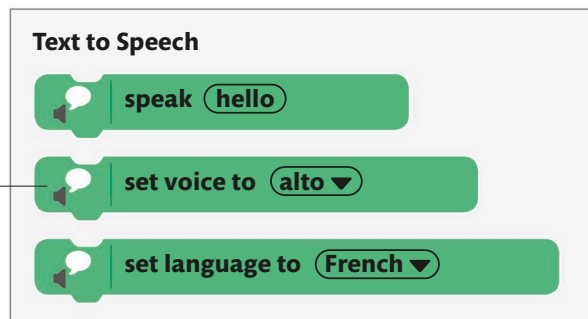 Text to Speech
speak hello
set voice to alto
set language to French